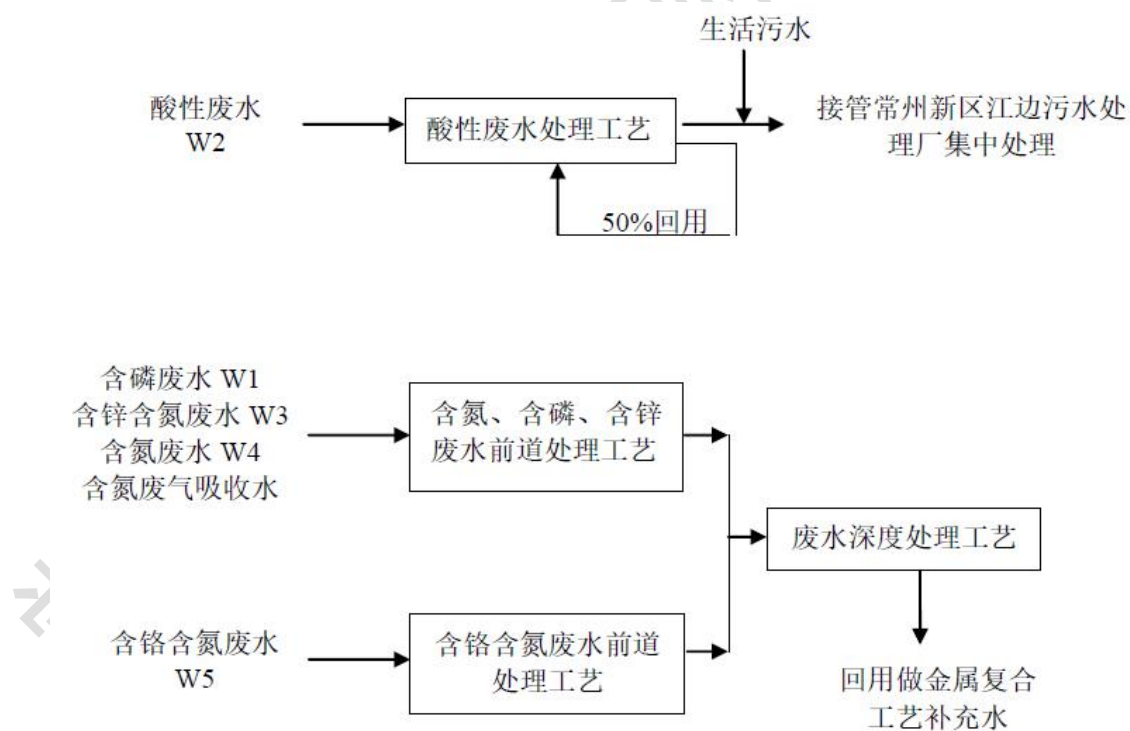 生活污水
酸性废水
W2
酸性废水处理工艺
接管常州新区江边污水处
理厂集中处理
50%回用
含磷废水 W1
含锌含氮废水 W3
含氮废水 W4
含氮废气吸收水
含氮、含磷、含锌
废水前道处理工艺
废水深度处理工艺
含铬含氮废水
W5
含铬含氮废水前道
处理工艺
回用做金属复合
工艺补充水